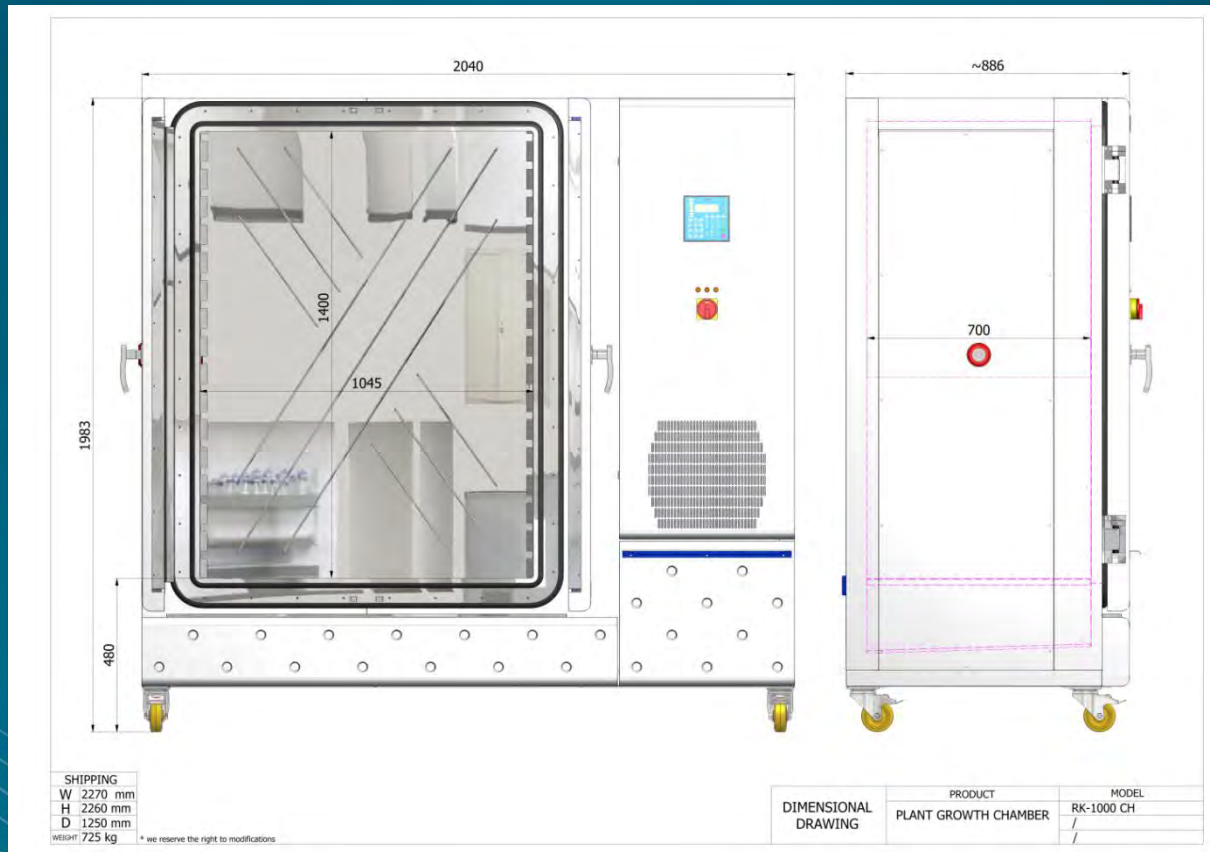 2040
~886
1400
1045
700
1983
480
SHIPPING
W 2270 mm
H 2260 mm
D 1250 mm
WEIGHT 725 kg
* we reserve the right to modifications
DIMENSIONAL
DRAWING
PRODUCT
PLANT GROWTH CHAMBER
MODEL
RK-1000 CH
/
/